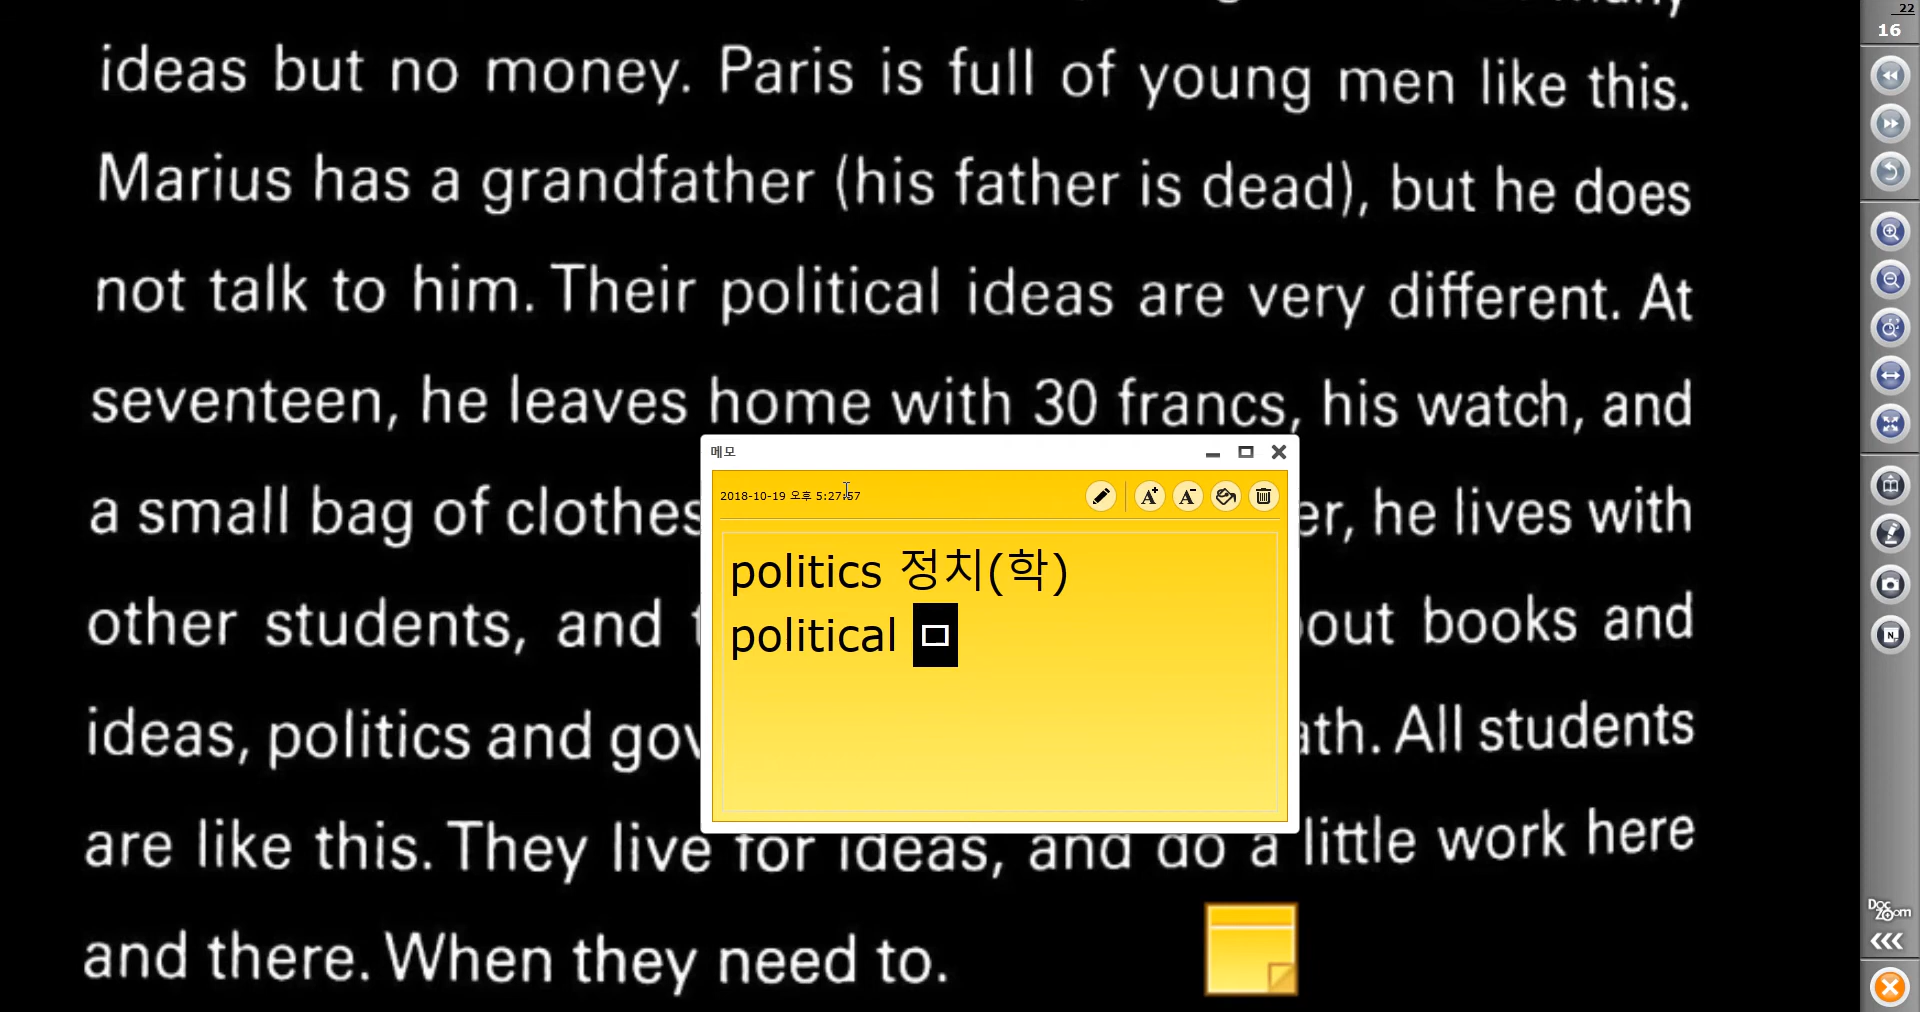 ideas but no money. Paris is full of young men like this.
Marius has a grandfather (his father is dead), but he does
not talk to him. Their political ideas are very different. At
seventeen, he leaves home with 30 francs, his watch, and
a small bag of clothes
er, he lives with
other students, and
out books and
ideas, politics and gov
ath. All students
are like this. They live for ideas, and do a little work here
and there. When they need to.
메모
2018-10-19 오후 5:27:57
politics 정치(학)
political ㅁ
22
16
Doc
Zoom